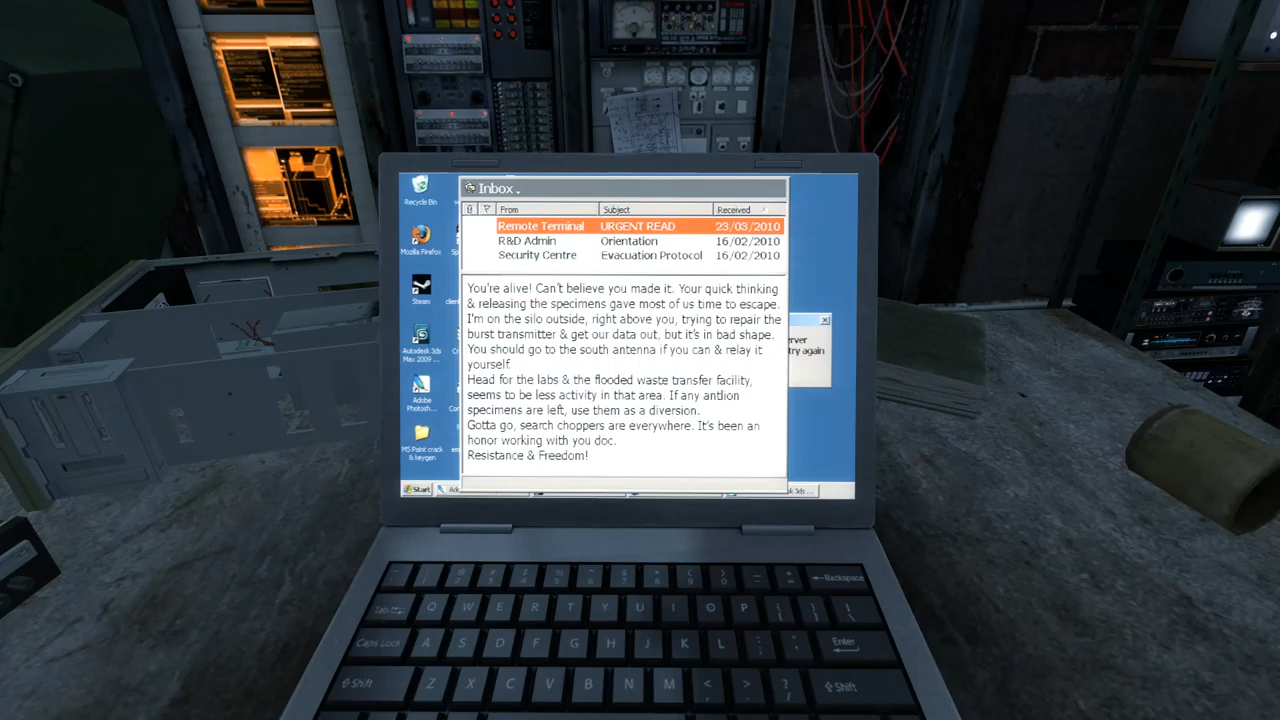 Inbox
From Subject Received
Remote Terminal URGENT READ 23/03/2010
R&D Admin Orientation 16/02/2010
Security Centre Evacuation Protocol 16/02/2010
You're alive! Can't believe you made it. Your quick thinking
& releasing the specimens gave most of us time to escape.
I'm on the silo outside, right above you, trying to repair the
burst transmitter & get our data out, but it's in bad shape.
You should go to the south antenna if you can & relay it
yourself.
Head for the labs & the flooded waste transfer facility,
seems to be less activity in that area. If any antlion
specimens are left, use them as a diversion.
Gotta go, search choppers are everywhere. It's been an
honor working with you doc.
Resistance & Freedom!
Recycle Bin
Mozilla Firefox
Steam
Autodesk 3ds
Max 2009 ...
Adobe
Photosh...
MS Paint crack
& keygen
erver
try again
Start
Backspace
Tab Q W E R T Y U I O P { } \
Caps Lock A S D F G H J K L : Enter
Shift Z X C V B N M < > ? / Shift